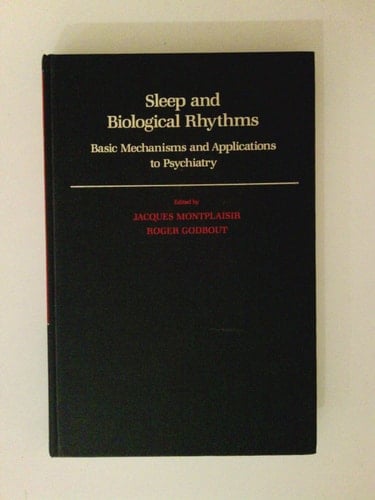 Sleep and
Biological Rhythms
Basic Mechanisms and Applications
to Psychiatry
Edited by
JACQUES MONTPLAISIR
ROGER GODBOUT